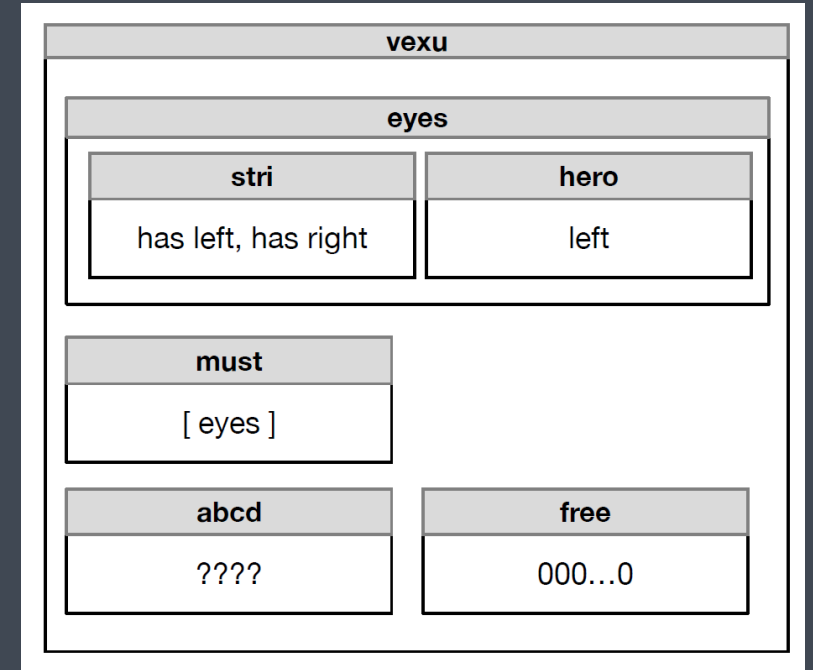 vexu
eyes
stri
hero
has left, has right
left
must
[ eyes ]
abcd
free
????
000...0